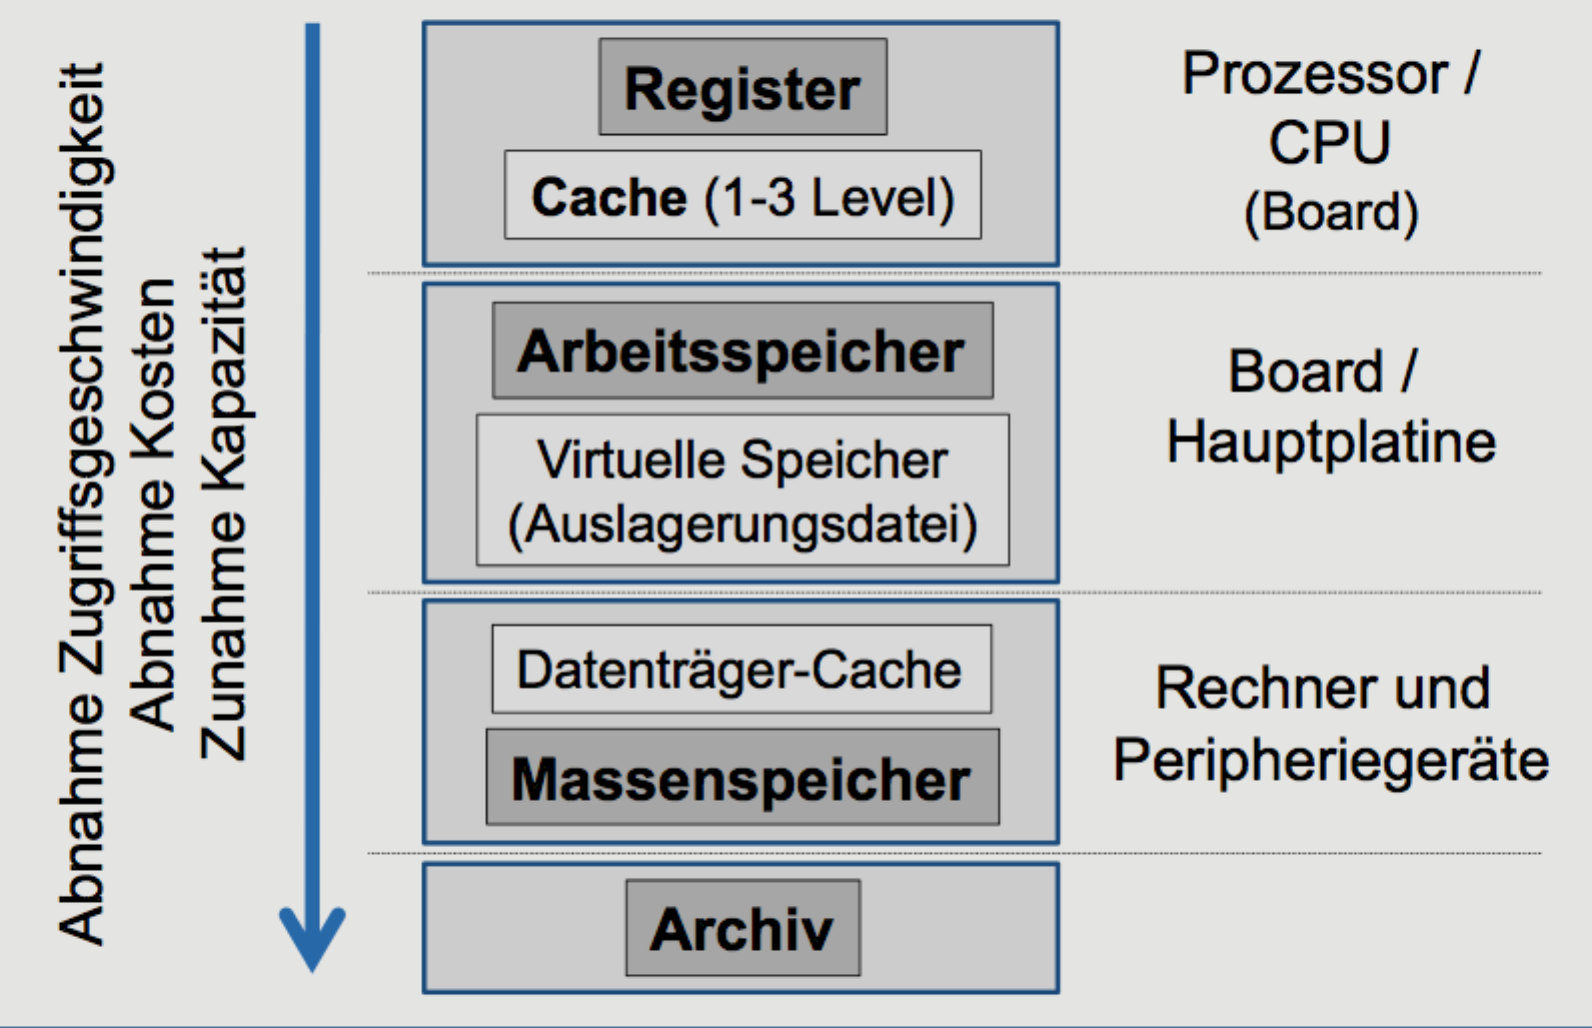 Abnahme Zugriffsgeschwindigkeit
Abnahme Kosten
Zunahme Kapazität
Register
Cache (1-3 Level)
Prozessor /
CPU
(Board)
Arbeitsspeicher
Virtuelle Speicher
(Auslagerungsdatei)
Board /
Hauptplatine
Datenträger-Cache
Massenspeicher
Rechner und
Peripheriegeräte
Archiv